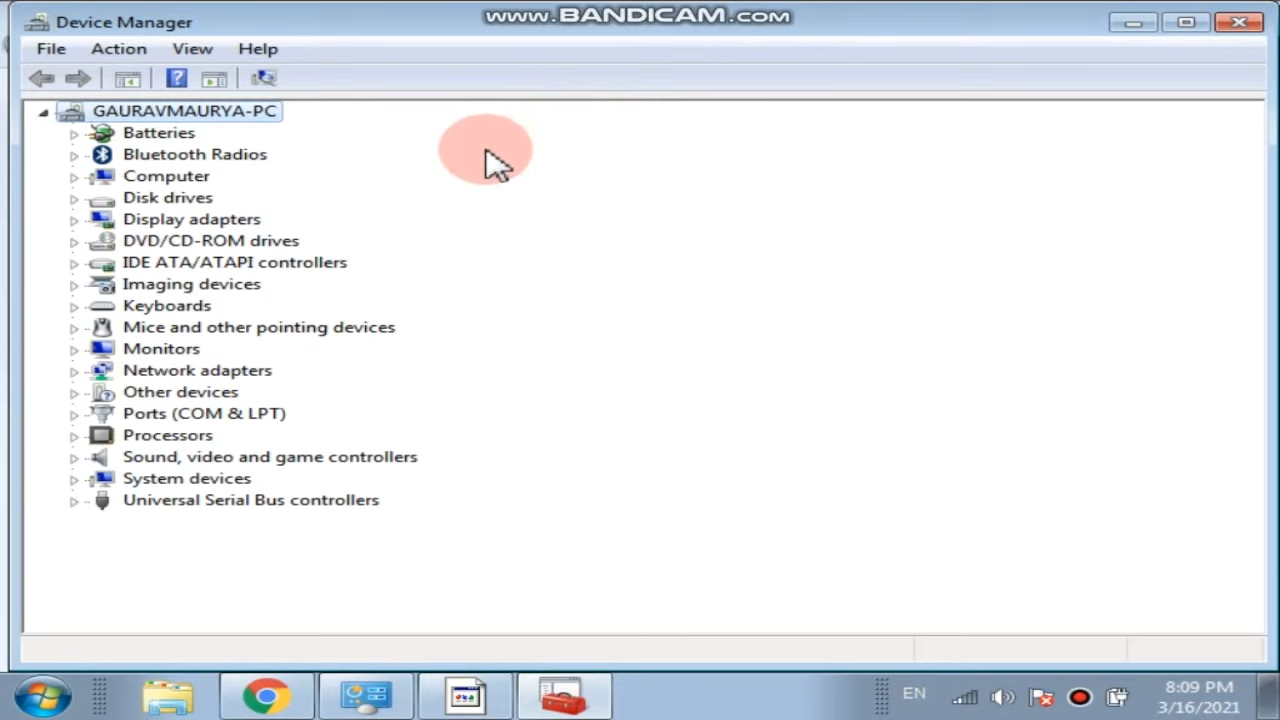 www.BANDICAM.com
Device Manager
File Action View Help
GAURAVMAURYA-PC
Batteries
Bluetooth Radios
Computer
Disk drives
Display adapters
DVD/CD-ROM drives
IDE ATA/ATAPI controllers
Imaging devices
Keyboards
Mice and other pointing devices
Monitors
Network adapters
Other devices
Ports (COM & LPT)
Processors
Sound, video and game controllers
System devices
Universal Serial Bus controllers
EN
8:09 PM
3/16/2021